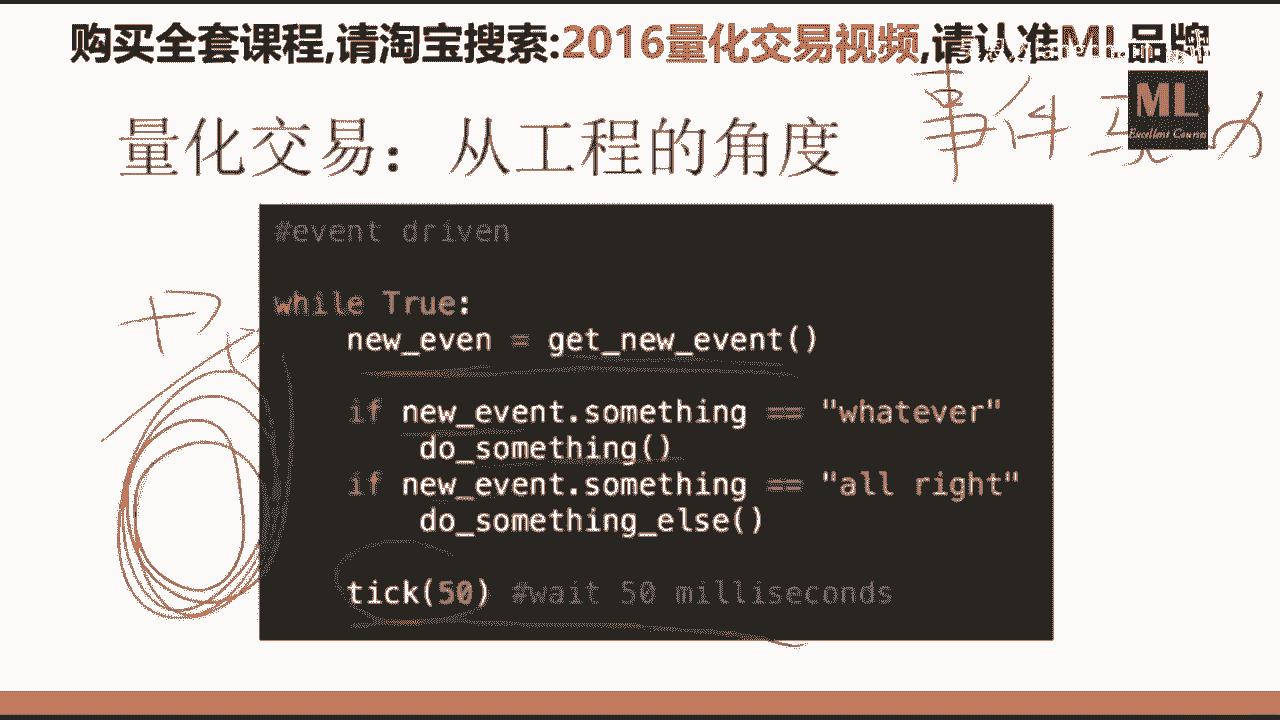 购买全套课程,请淘宝搜索:2016量化交易视频,请认准ML品牌
事件
ML
Excellent Course
量化交易：从工程的角度
#event driven
while True:
new_even = get_new_event()
if new_event.something == "whatever"
do_something()
if new_event.something == "all right"
do_something_else()
tick(50) #wait 50 milliseconds